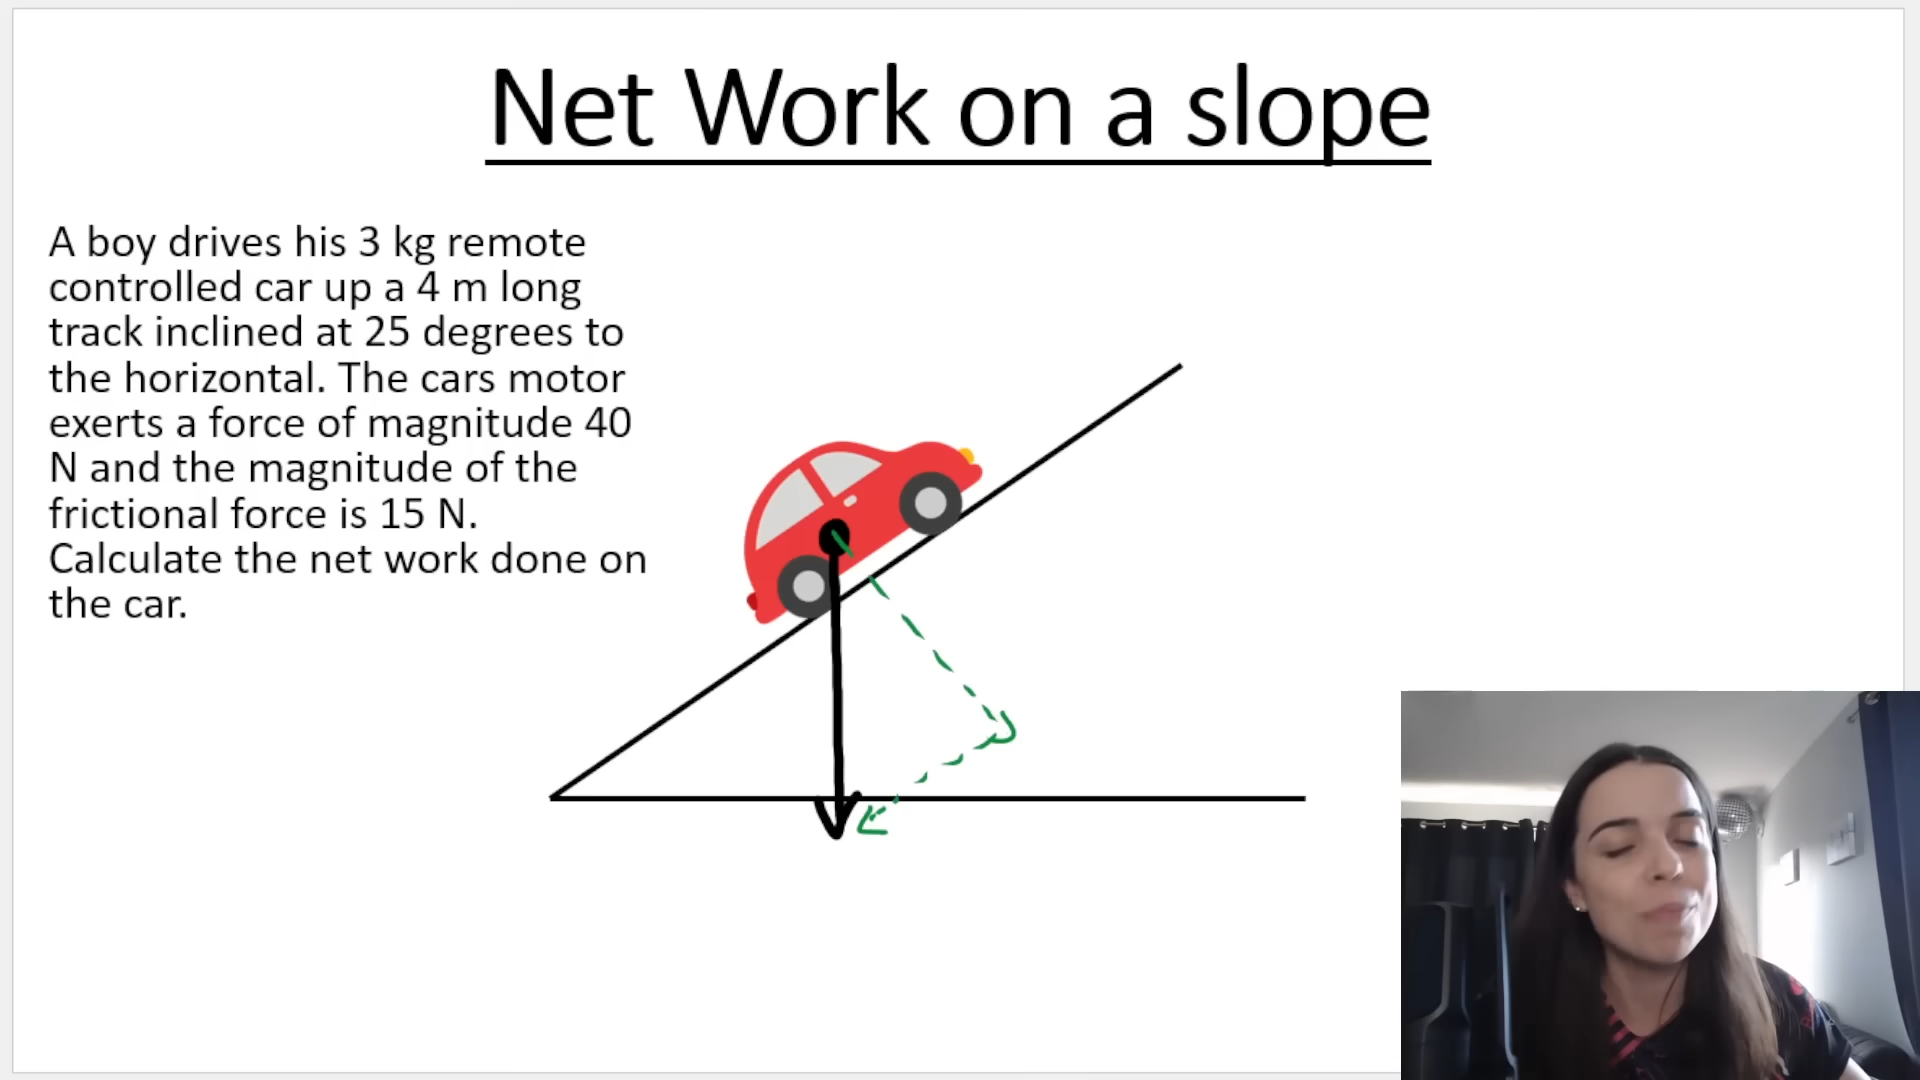 Net Work on a slope
A boy drives his 3 kg remote
controlled car up a 4 m long
track inclined at 25 degrees to
the horizontal. The cars motor
exerts a force of magnitude 40
N and the magnitude of the
frictional force is 15 N.
Calculate the net work done on
the car.